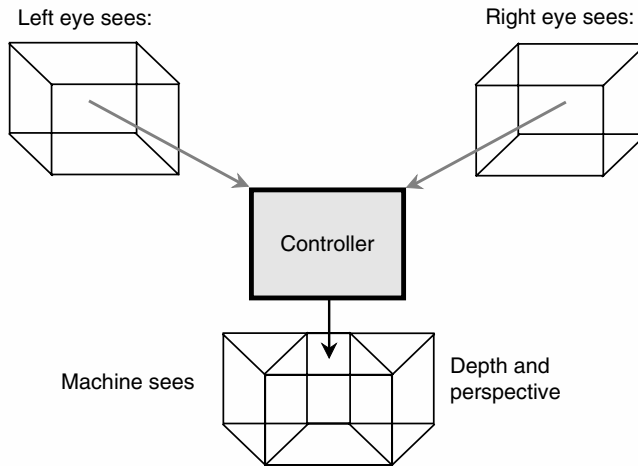 Left eye sees:
Right eye sees:
Controller
Machine sees
Depth and
perspective